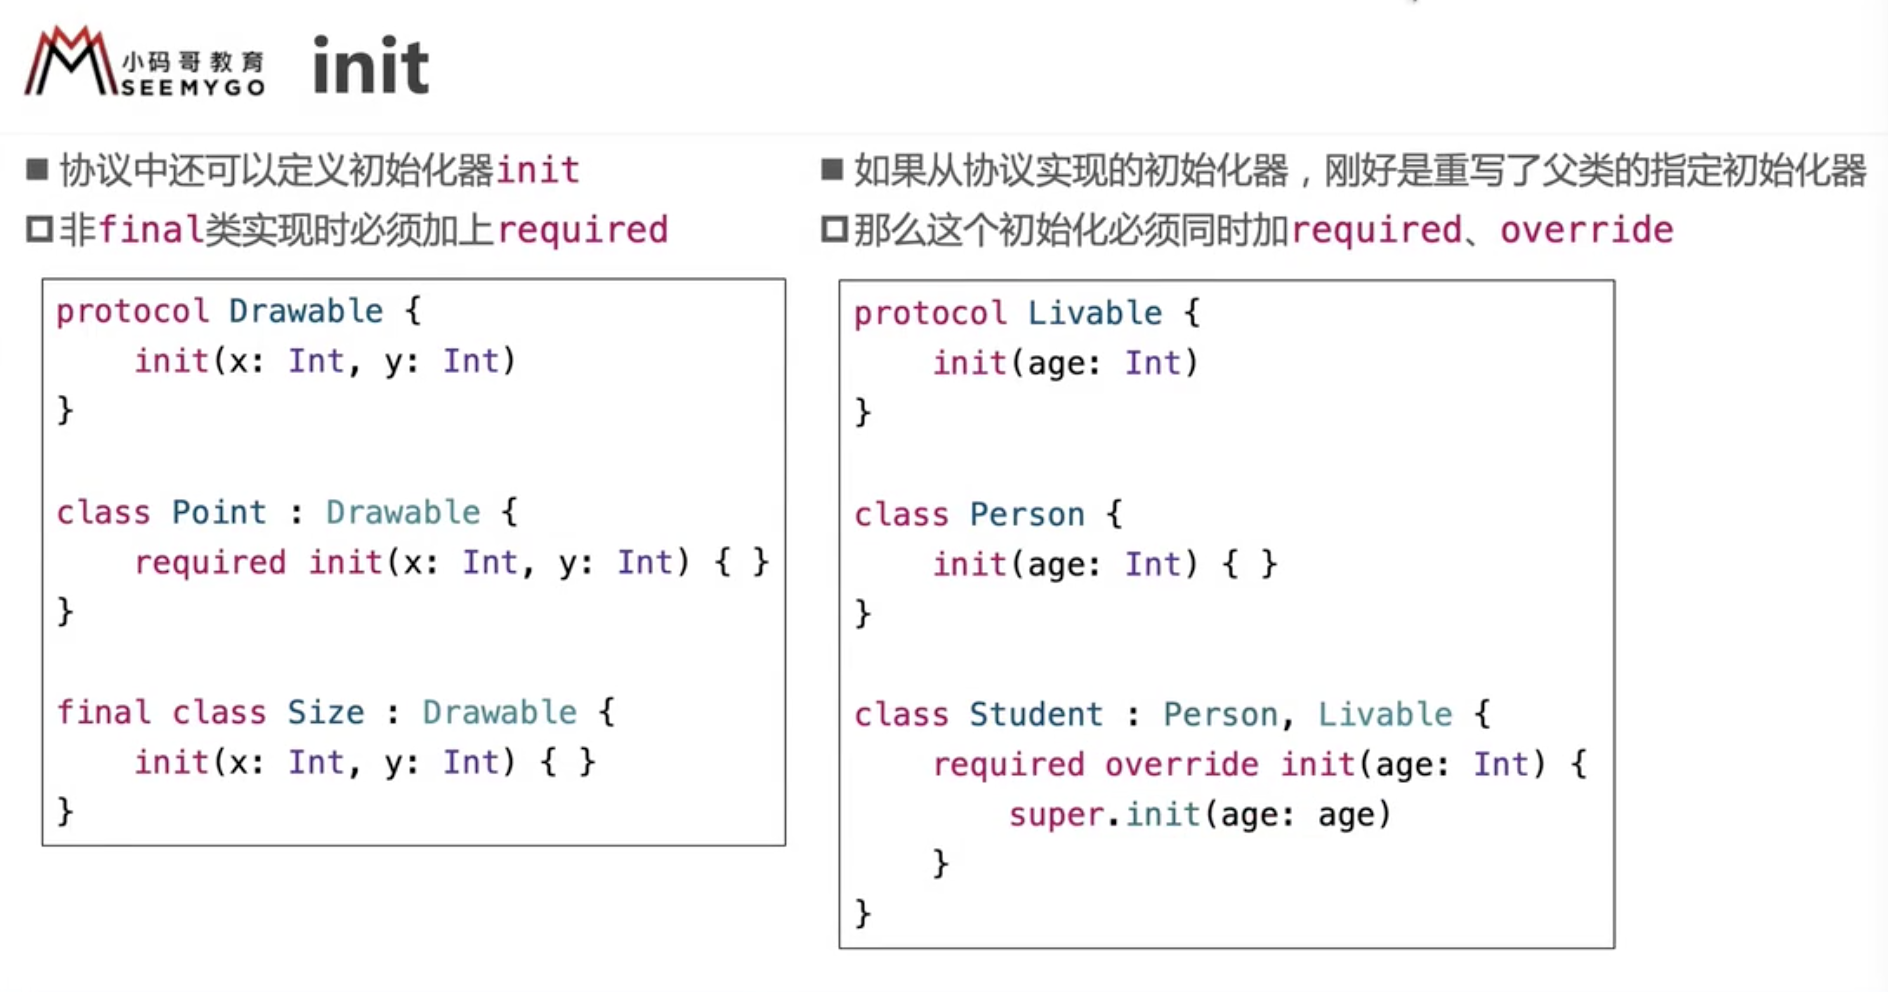 小码哥教育
SEEMYGO
init
协议中还可以定义初始化器init
非final类实现时必须加上required
protocol Drawable {
    init(x: Int, y: Int)
}
class Point : Drawable {
    required init(x: Int, y: Int) { }
}
final class Size : Drawable {
    init(x: Int, y: Int) { }
}
如果从协议实现的初始化器，刚好是重写了父类的指定初始化器
那么这个初始化必须同时加required、override
protocol Livable {
    init(age: Int)
}
class Person {
    init(age: Int) { }
}
class Student : Person, Livable {
    required override init(age: Int) {
        super.init(age: age)
    }
}